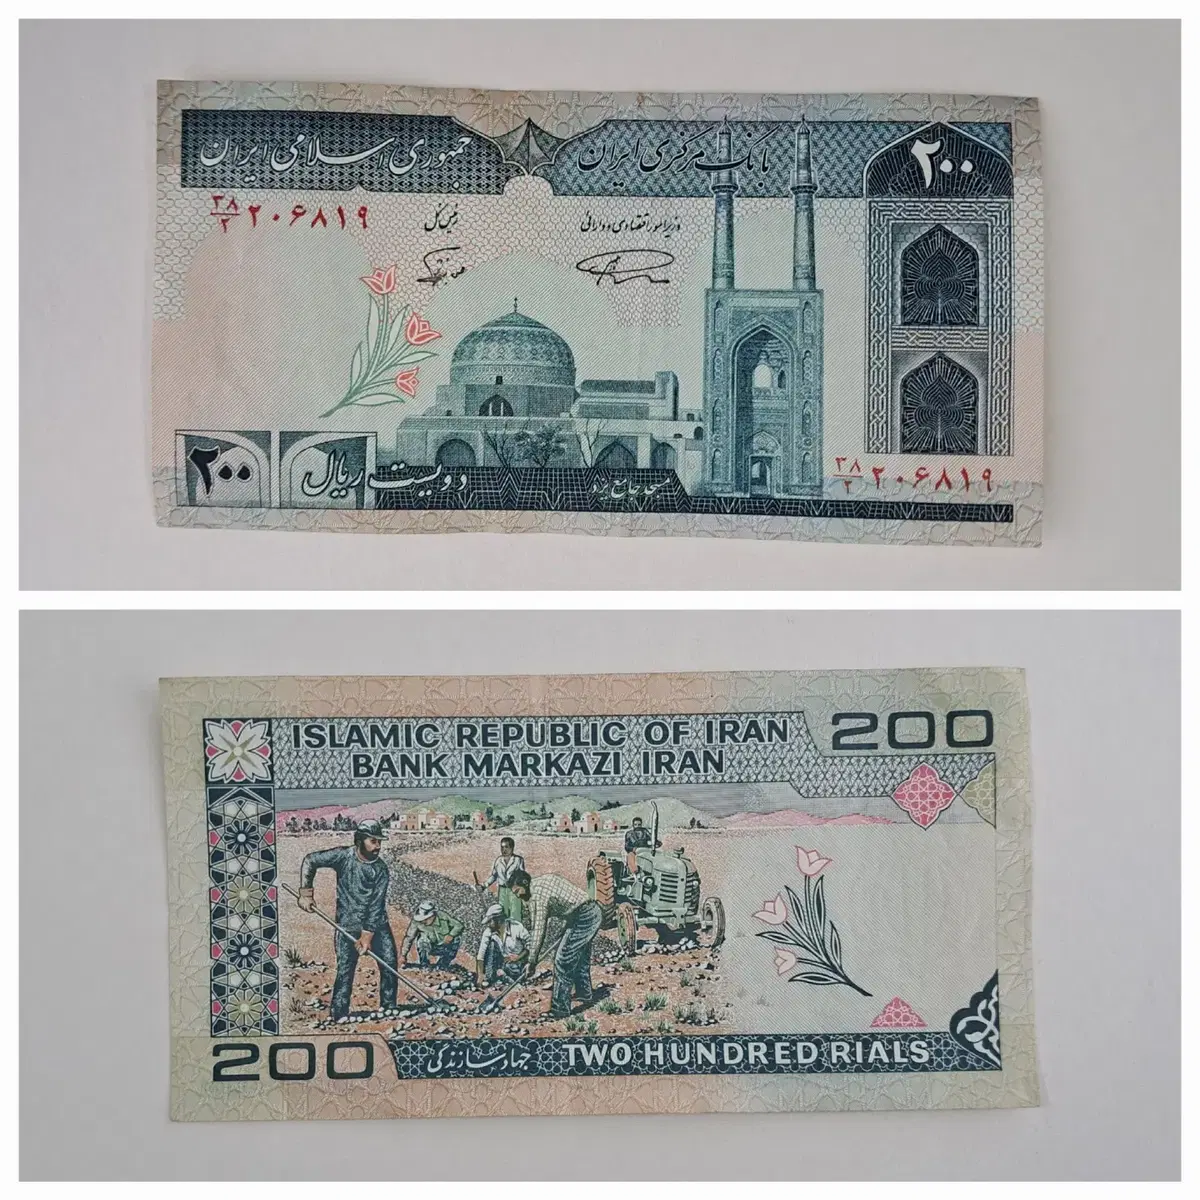 جمهوری اسلامی ایران
بانک مرکزی ایران
۲۰۰
۳۸/۲ ۲۰۶۸۱۹
رئیس کل
وزیر امور اقتصادی و دارائی
۳۸/۲ ۲۰۶۸۱۹
۲۰۰
دویست ریال
مسجد جامع یزد
ISLAMIC REPUBLIC OF IRAN
200
BANK MARKAZI IRAN
200
جهاد سازندگی
TWO HUNDRED RIALS